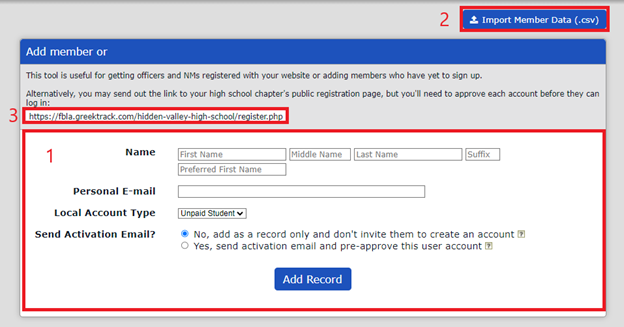 2
Import Member Data (.csv)
Add member or
This tool is useful for getting officers and NMs registered with your website or adding members who have yet to sign up.
Alternatively, you may send out the link to your high school chapter's public registration page, but you'll need to approve each account before they can
log in:
3
https://fbla.greektrack.com/hidden-valley-high-school/register.php
1
Name First Name Middle Name Last Name Suffix
Preferred First Name
Personal E-mail
Local Account Type Unpaid Student
Send Activation Email? No, add as a record only and don't invite them to create an account ?
Yes, send activation email and pre-approve this user account ?
Add Record